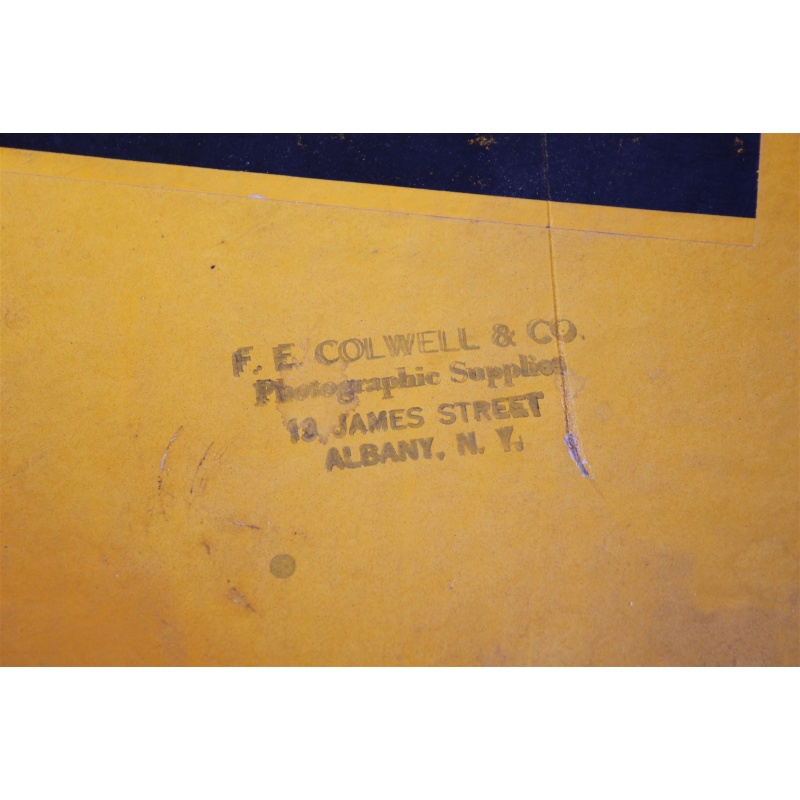 F. E. COLWELL & CO.
Photographic Supplies
13 JAMES STREET
ALBANY, N. Y.